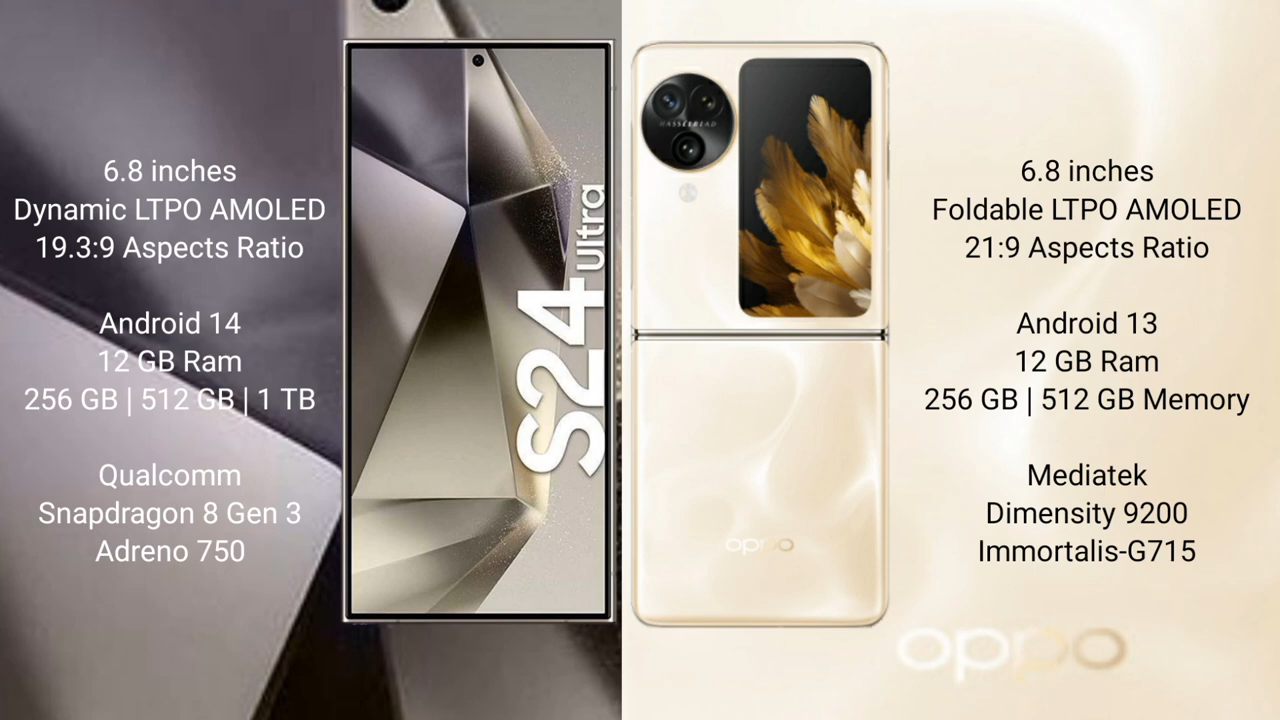 6.8 inches
Dynamic LTPO AMOLED
19.3:9 Aspects Ratio
Android 14
12 GB Ram
256 GB | 512 GB | 1 TB
Qualcomm
Snapdragon 8 Gen 3
Adreno 750
S24 ultra
HASSELBLAD
oppo
6.8 inches
Foldable LTPO AMOLED
21:9 Aspects Ratio
Android 13
12 GB Ram
256 GB | 512 GB Memory
Mediatek
Dimensity 9200
Immortalis-G715
oppo